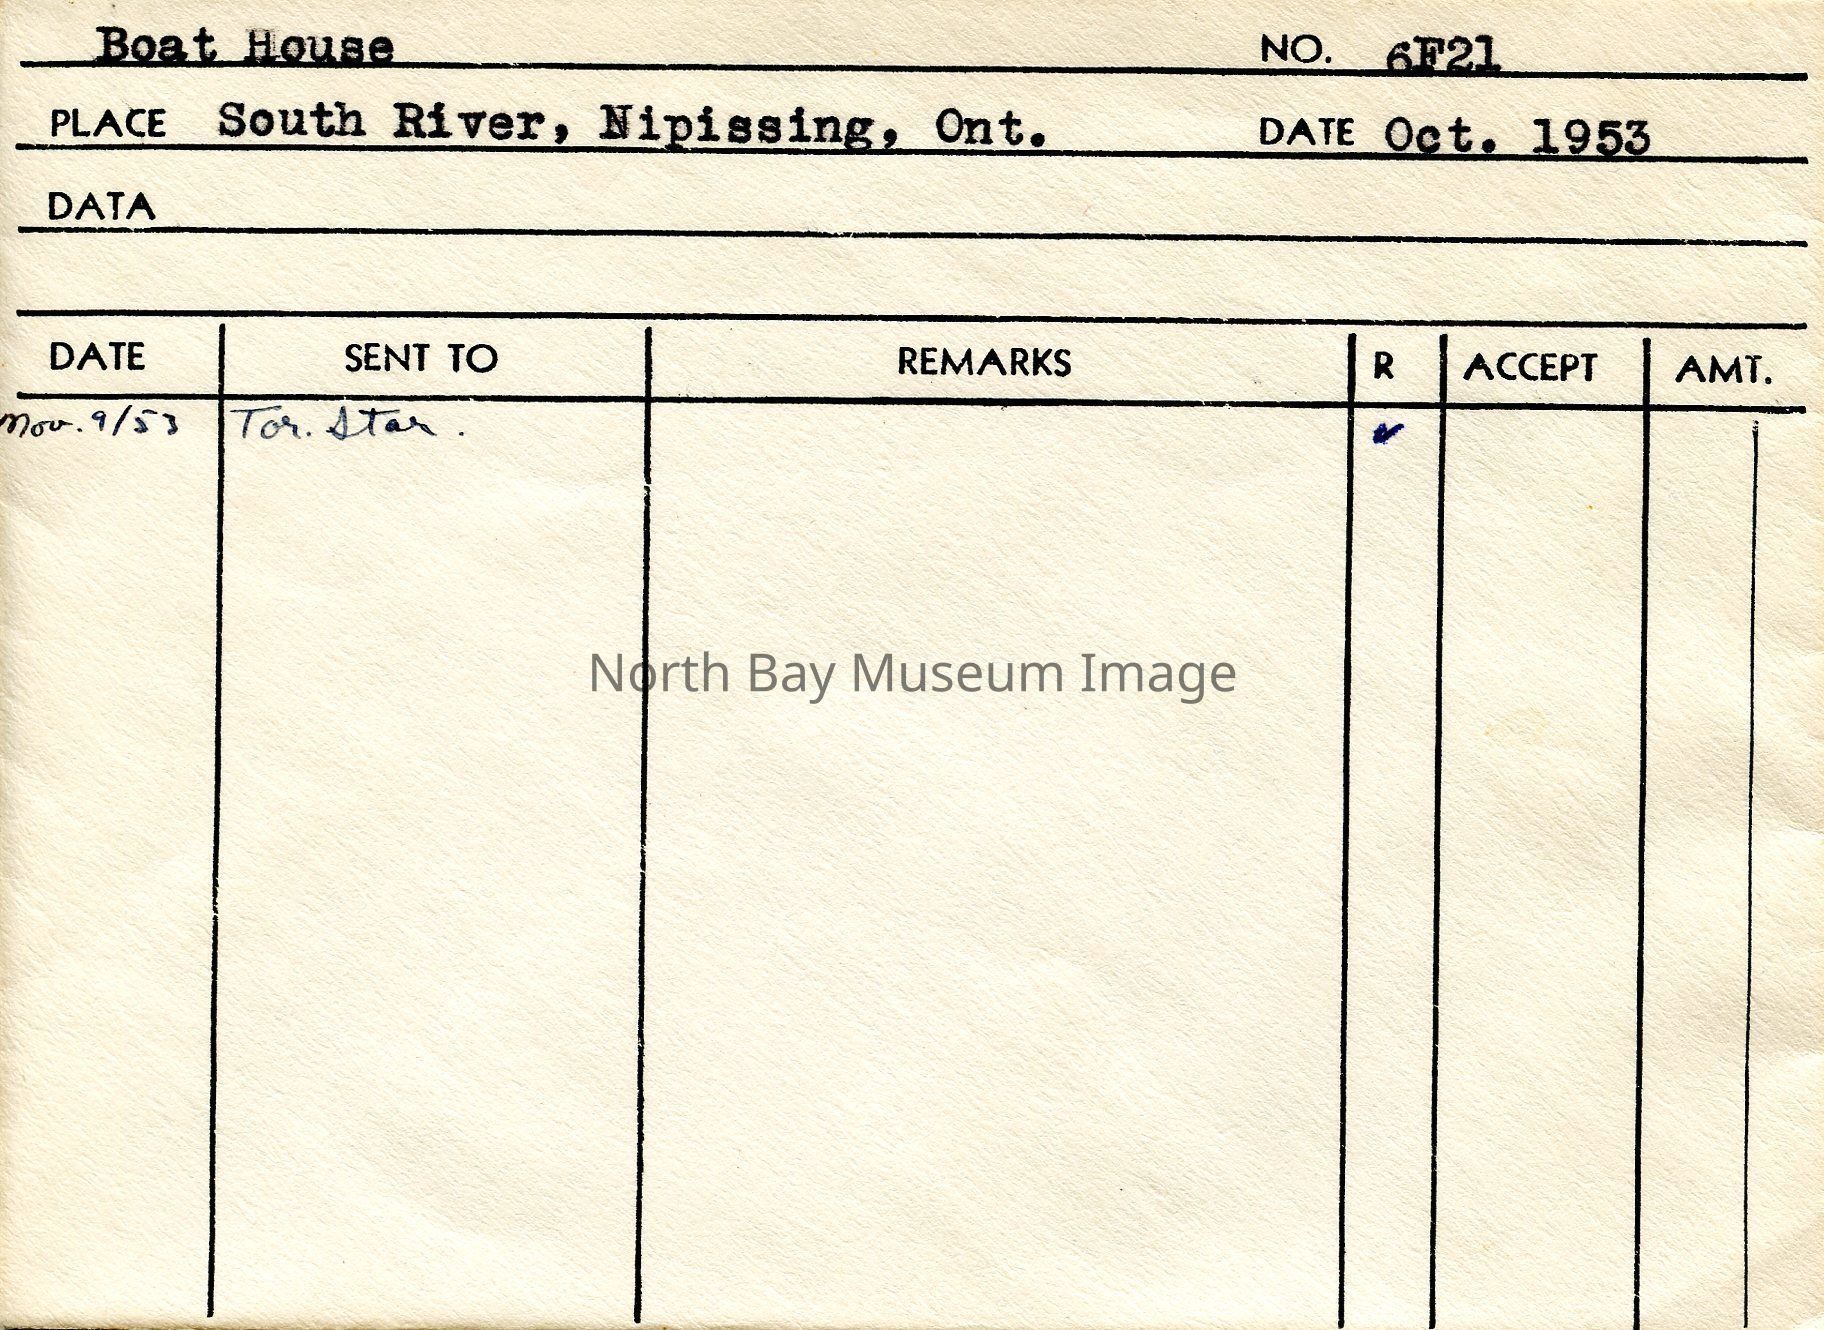 Boat House NO. 6F21
PLACE South River, Nipissing, Ont. DATE Oct. 1953
DATA
DATE SENT TO REMARKS R ACCEPT AMT.
Nov. 9/53 Tor. Star. ✓
North Bay Museum Image